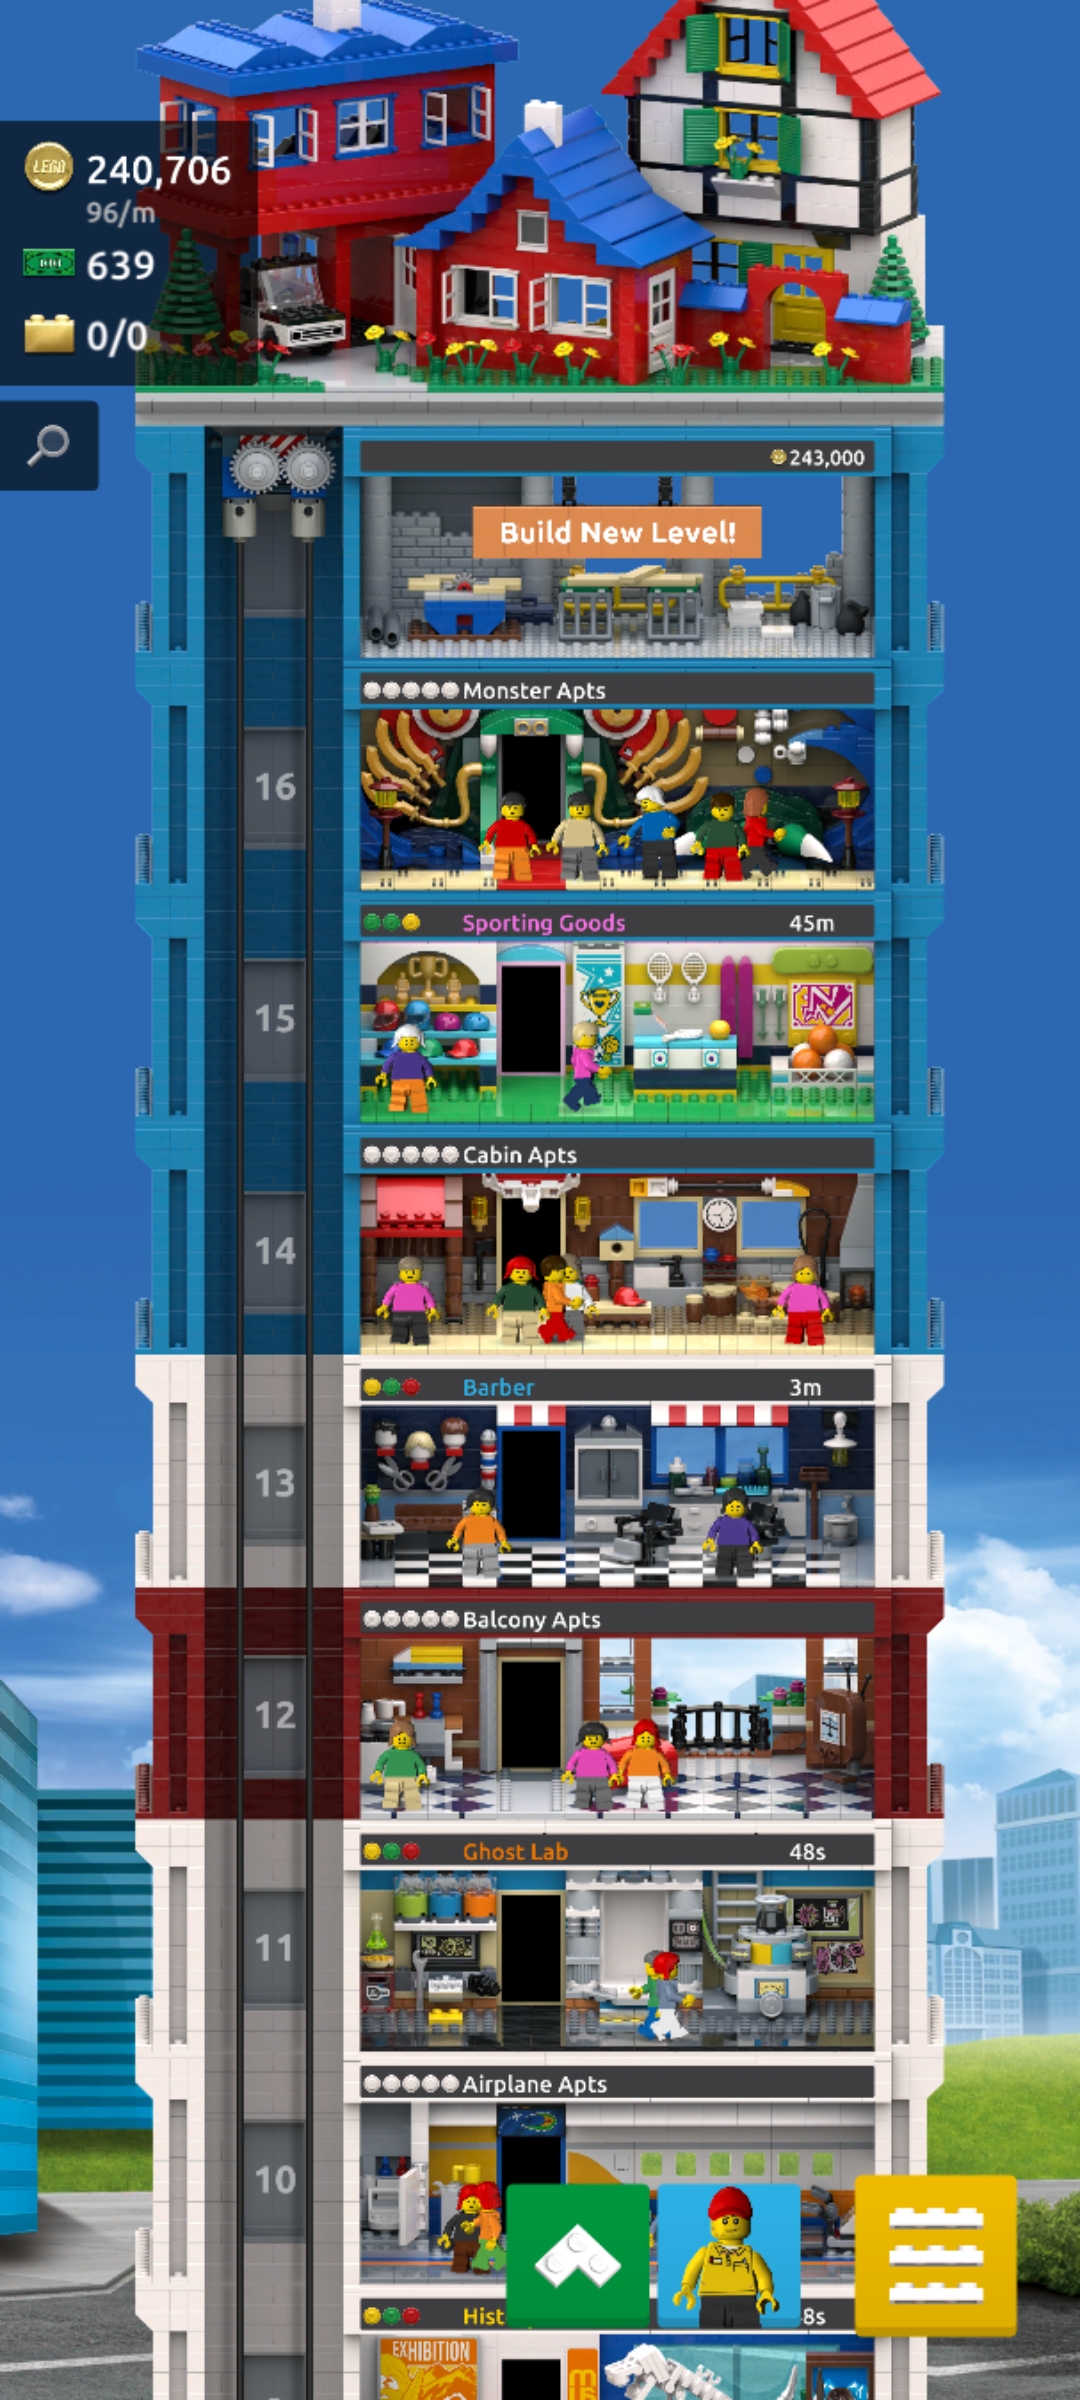 LEGO 240,706
96/m
639
0/0
243,000
Build New Level!
Monster Apts
16
Sporting Goods 45m
15
Cabin Apts
14
Barber 3m
13
Balcony Apts
12
Ghost Lab 48s
11
Airplane Apts
10
Hist 8s
EXHIBITION